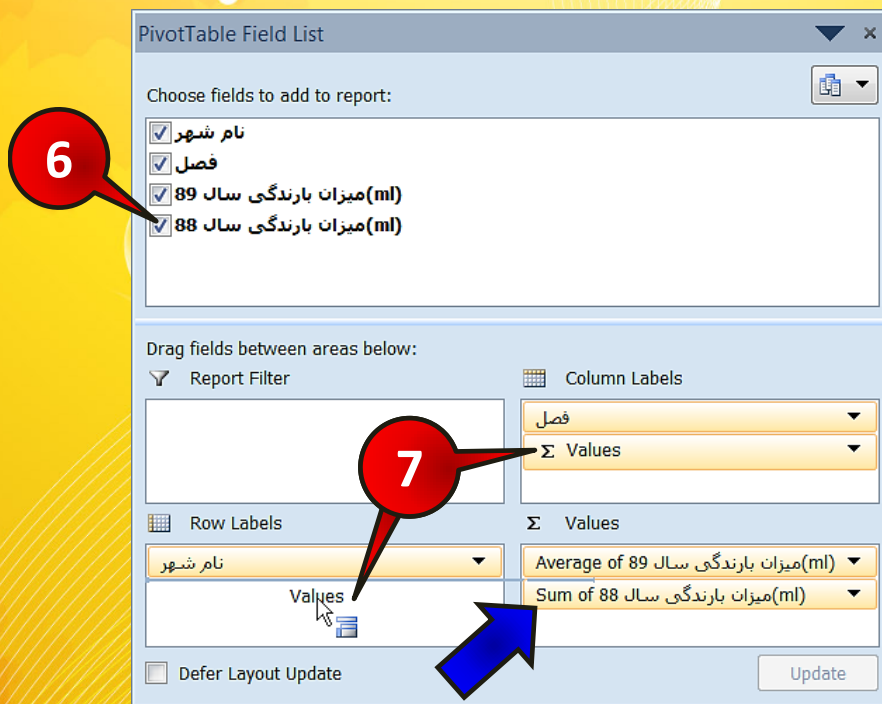 PivotTable Field List
Choose fields to add to report:
نام شهر
فصل
میزان بارندگی سال 89(ml)
میزان بارندگی سال 88(ml)
6
Drag fields between areas below:
Report Filter
Column Labels
فصل
Σ Values
7
Row Labels
Σ Values
نام شهر
Average of میزان بارندگی سال 89(ml)
Values
Sum of میزان بارندگی سال 88(ml)
Defer Layout Update
Update